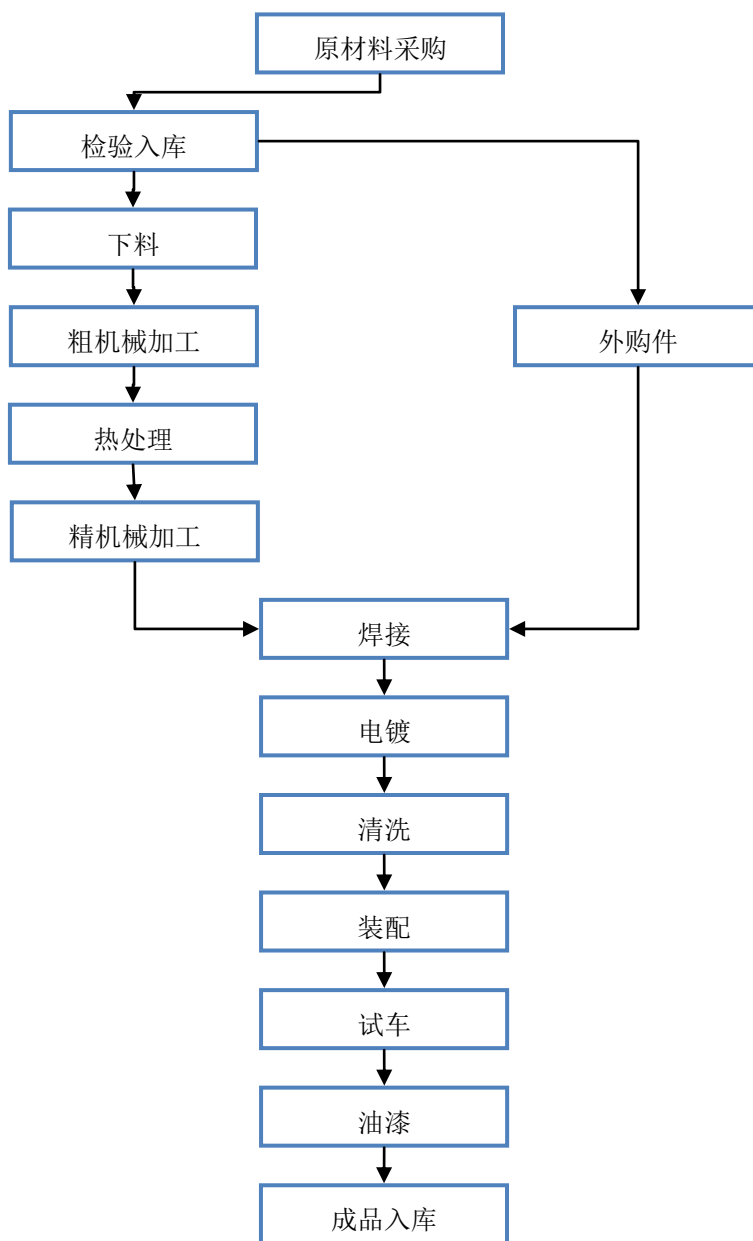 原材料采购
检验入库
下料
粗机械加工
外购件
热处理
精机械加工
焊接
电镀
清洗
装配
试车
油漆
成品入库